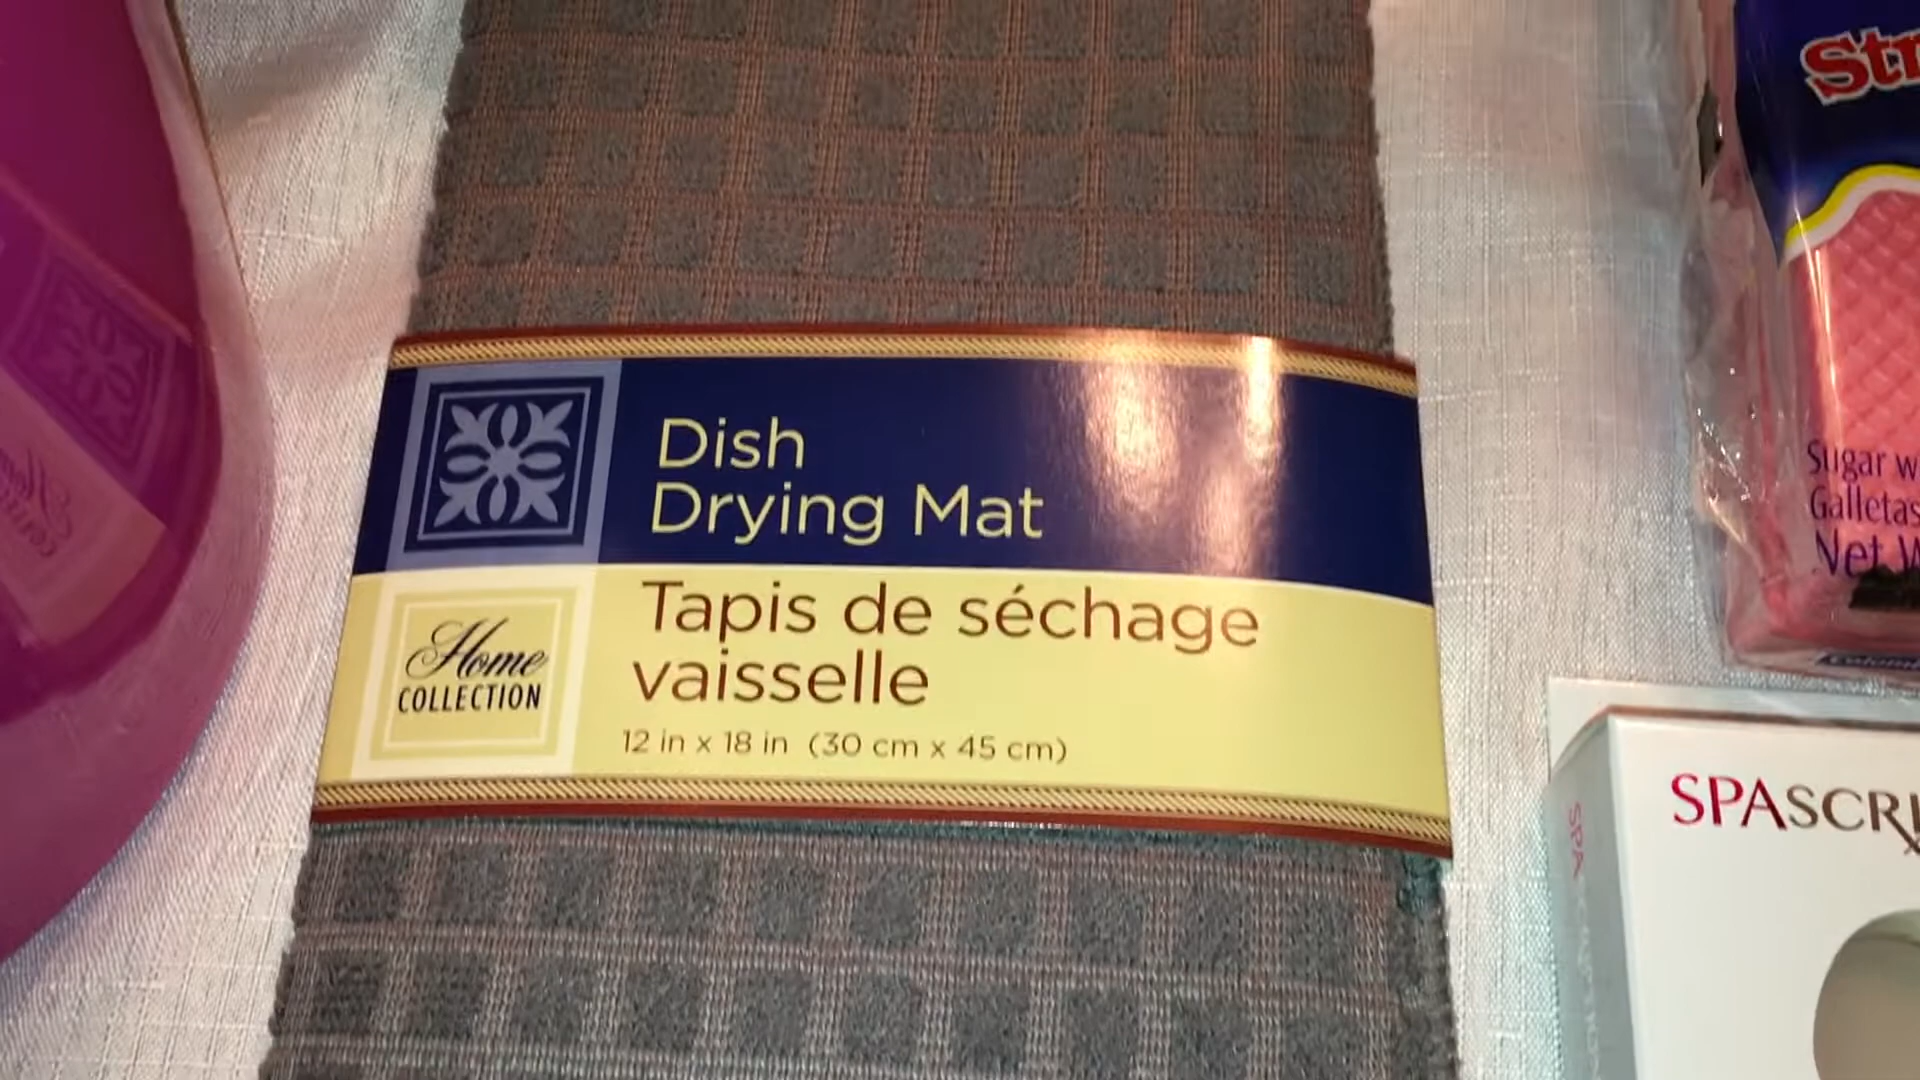 Dish
Drying Mat
Tapis de séchage
vaisselle
12 in x 18 in (30 cm x 45 cm)
Home
COLLECTION
Sugar
Galletas
Net
SPA